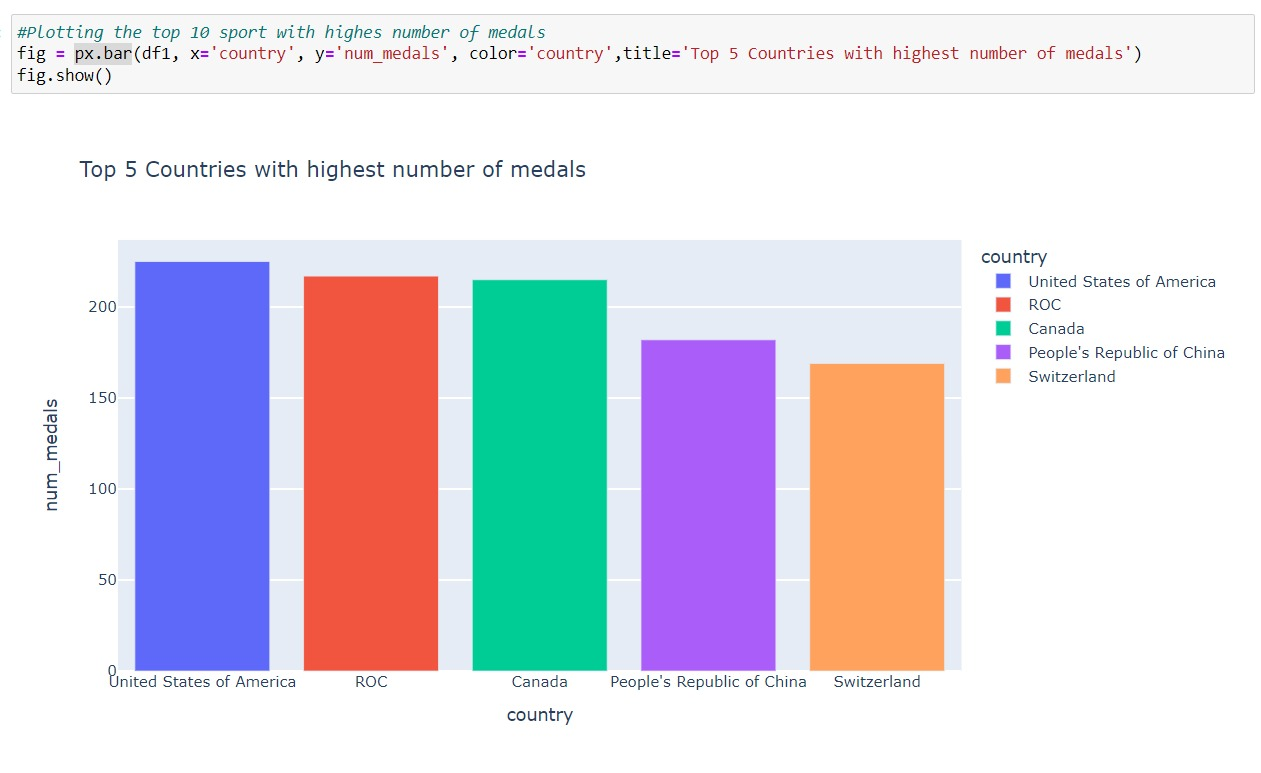 #Plotting the top 10 sport with highes number of medals
fig = px.bar(df1, x='country', y='num_medals', color='country',title='Top 5 Countries with highest number of medals')
fig.show()
Top 5 Countries with highest number of medals
country
United States of America
ROC
Canada
People's Republic of China
Switzerland
200
150
100
50
0
num_medals
United States of America ROC Canada People's Republic of China Switzerland
country